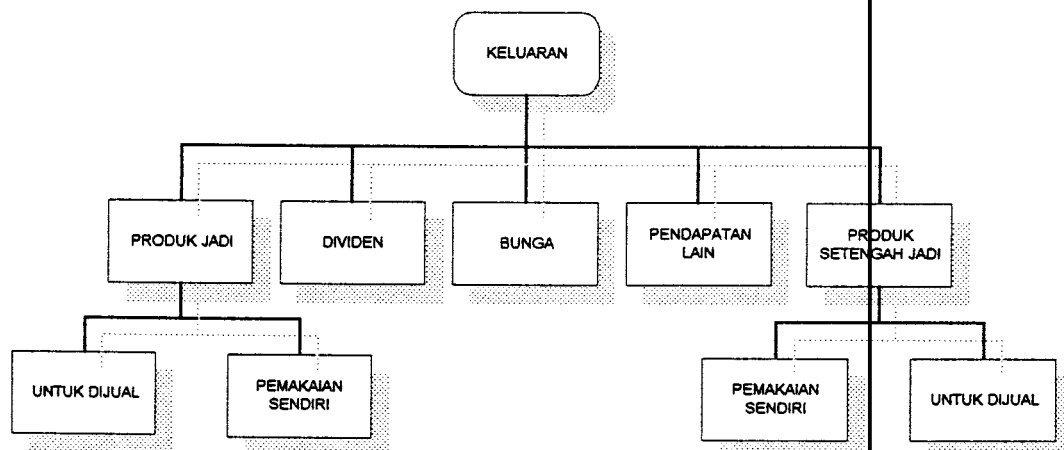 KELUARAN
PRODUK JADI
DIVIDEN
BUNGA
PENDAPATAN
LAIN
PRODUK
SETENGAH JADI
UNTUK DIJUAL
PEMAKAIAN
SENDIRI
PEMAKAIAN
SENDIRI
UNTUK DIJUAL